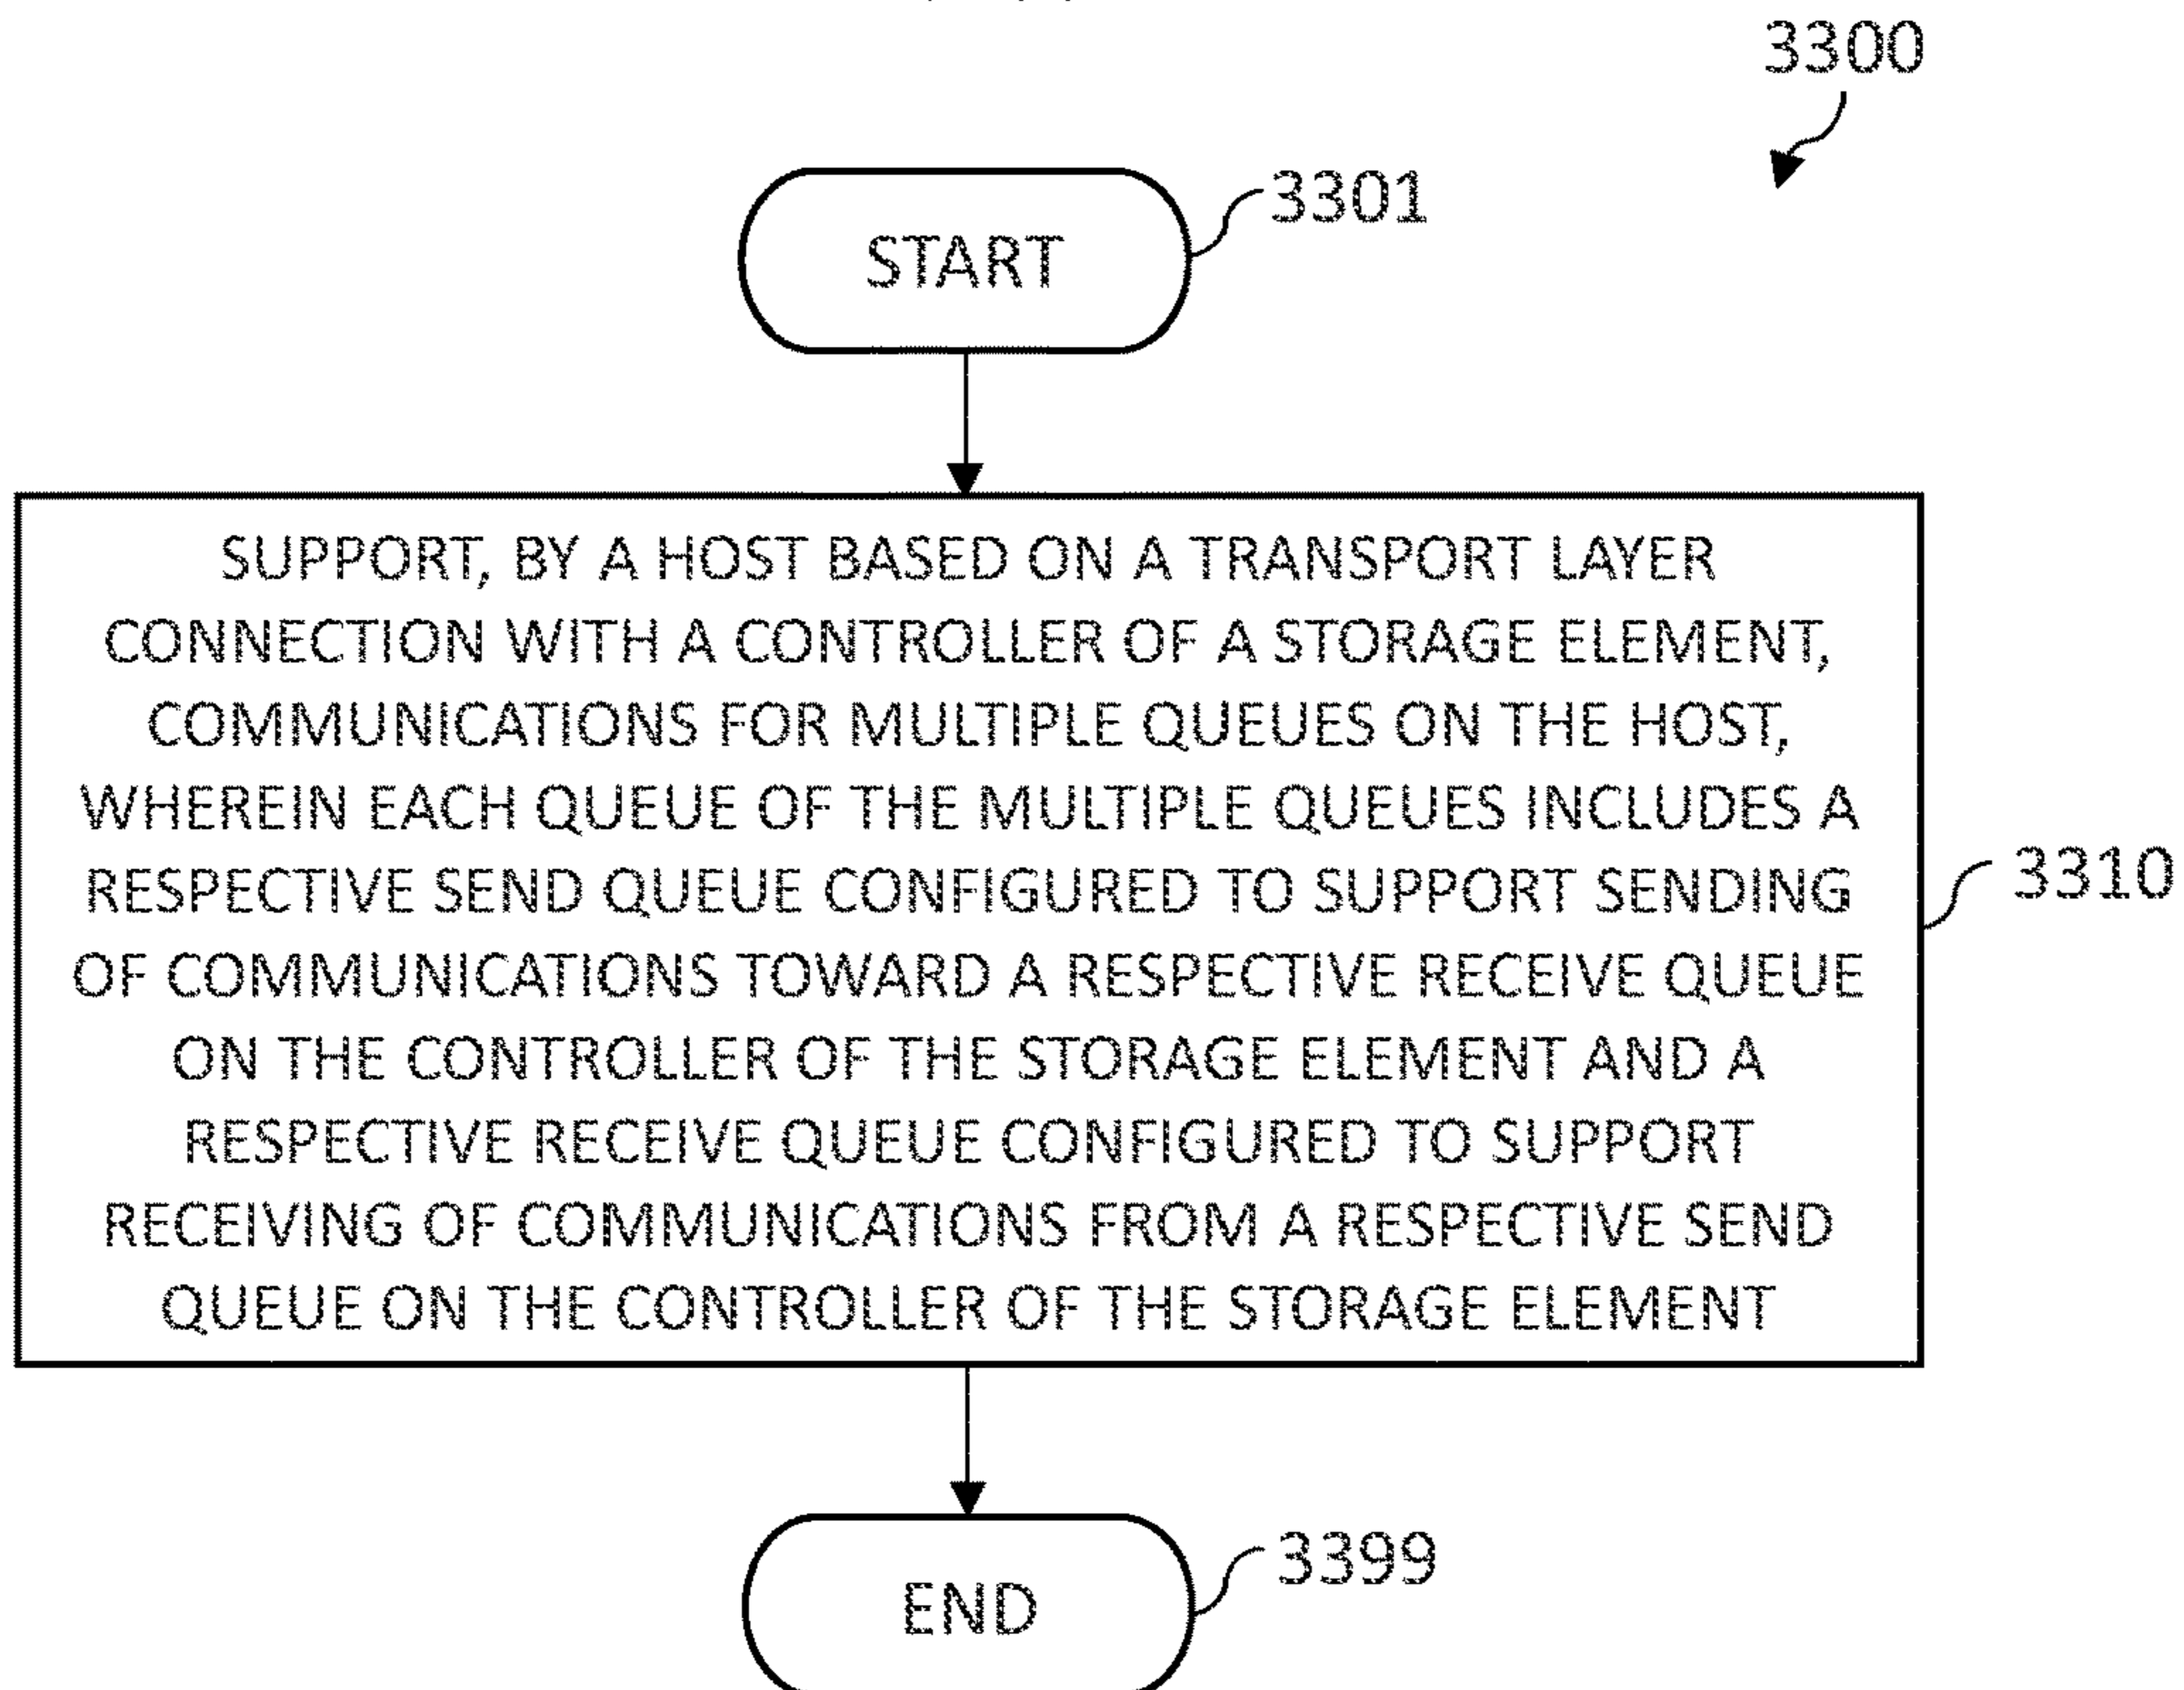 3300
3301
START
SUPPORT, BY A HOST BASED ON A TRANSPORT LAYER
CONNECTION WITH A CONTROLLER OF A STORAGE ELEMENT,
COMMUNICATIONS FOR MULTIPLE QUEUES ON THE HOST,
WHEREIN EACH QUEUE OF THE MULTIPLE QUEUES INCLUDES A
RESPECTIVE SEND QUEUE CONFIGURED TO SUPPORT SENDING
OF COMMUNICATIONS TOWARD A RESPECTIVE RECEIVE QUEUE
ON THE CONTROLLER OF THE STORAGE ELEMENT AND A
RESPECTIVE RECEIVE QUEUE CONFIGURED TO SUPPORT
RECEIVING OF COMMUNICATIONS FROM A RESPECTIVE SEND
QUEUE ON THE CONTROLLER OF THE STORAGE ELEMENT
3310
3399
END